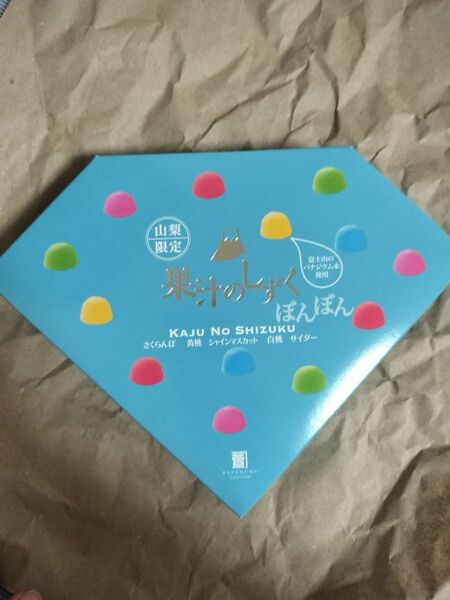 山梨
限定
富士山の
バナジウム水
使用
果汁のしずく
ぼんぼん
KAJU NO SHIZUKU
さくらんぼ 黄桃 シャインマスカット 白桃 サイダー